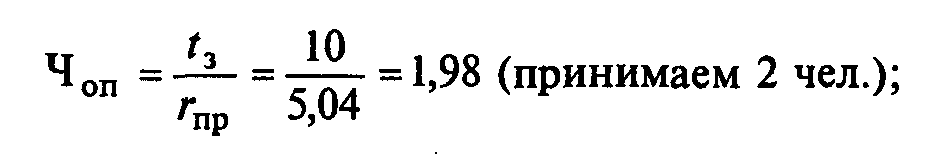 Ч_оп = t_з / r_пр = 10 / 5,04 = 1,98 (принимаем 2 чел.);